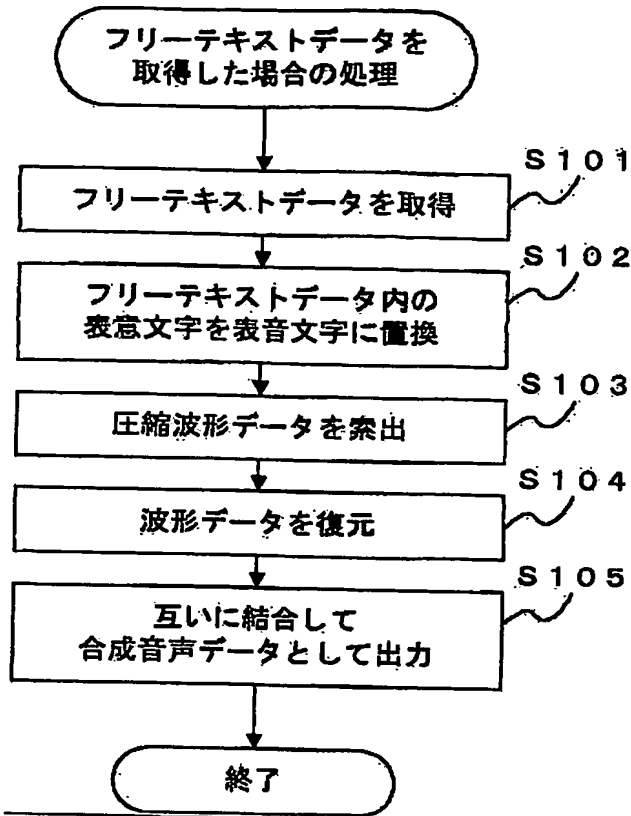 フリーテキストデータを
取得した場合の処理
S101
フリーテキストデータを取得
S102
フリーテキストデータ内の
表意文字を表音文字に置換
S103
圧縮波形データを索出
S104
波形データを復元
S105
互いに結合して
合成音声データとして出力
終了